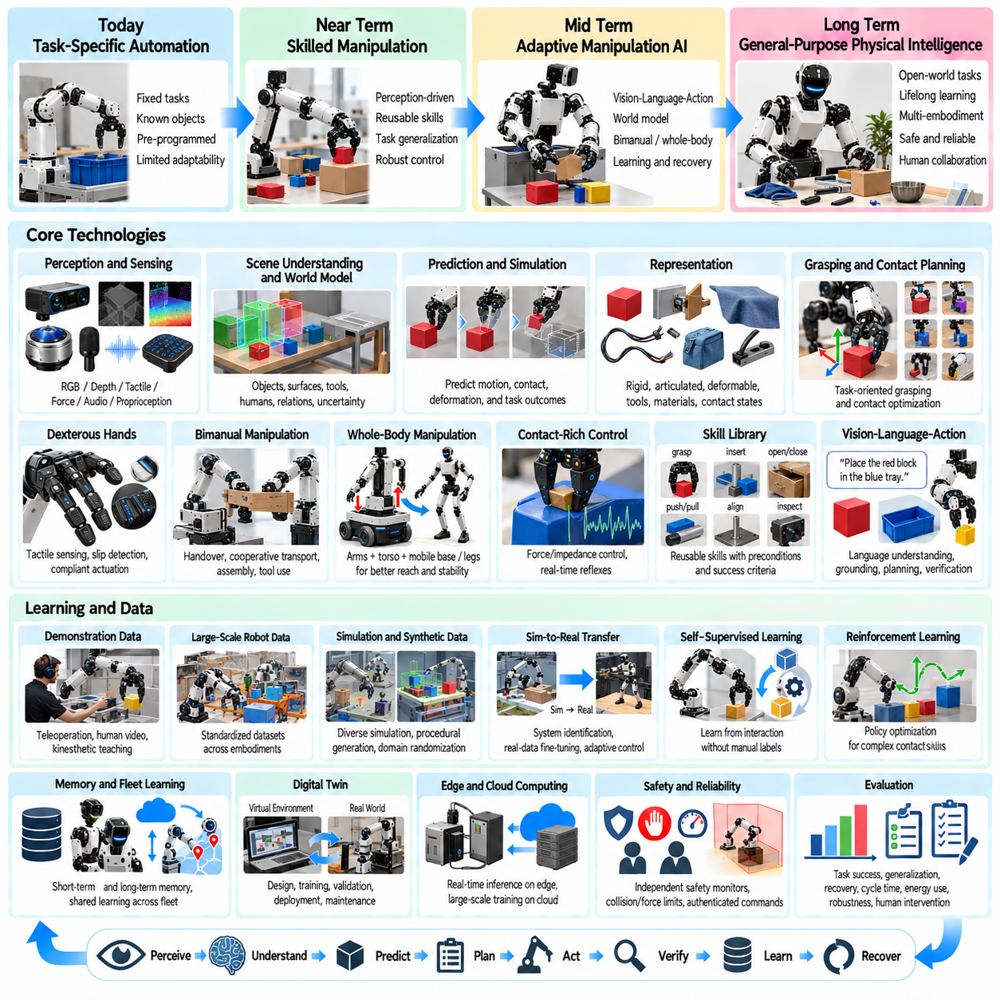 Today
Task-Specific Automation
Fixed tasks
Known objects
Pre-programmed
Limited adaptability
Near Term
Skilled Manipulation
Perception-driven
Reusable skills
Task generalization
Robust control
Mid Term
Adaptive Manipulation AI
Vision-Language-Action
World model
Bimanual / whole-body
Learning and recovery
Long Term
General-Purpose Physical Intelligence
Open-world tasks
Lifelong learning
Multi-embodiment
Safe and reliable
Human collaboration
Core Technologies
Perception and Sensing
RGB / Depth / Tactile /
Force / Audio / Proprioception
Scene Understanding
and World Model
Objects, surfaces, tools,
humans, relations, uncertainty
Prediction and Simulation
Predict motion, contact,
deformation, and task outcomes
Representation
Rigid, articulated, deformable,
tools, materials, contact states
Grasping and Contact Planning
Task-oriented grasping
and contact optimization
Dexterous Hands
Tactile sensing, slip detection,
compliant actuation
Bimanual Manipulation
Handover, cooperative transport,
assembly, tool use
Whole-Body Manipulation
Arms + torso + mobile base / legs
for better reach and stability
Contact-Rich Control
Force/impedance control,
real-time reflexes
Skill Library
grasp
insert
open/close
push/pull
align
inspect
Reusable skills with preconditions
and success criteria
Vision-Language-Action
"Place the red block
in the blue tray."
Language understanding,
grounding, planning, verification
Learning and Data
Demonstration Data
Teleoperation, human video,
kinesthetic teaching
Large-Scale Robot Data
Standardized datasets
across embodiments
Simulation and Synthetic Data
Diverse simulation, procedural
generation, domain randomization
Sim-to-Real Transfer
Sim → Real
System identification,
real-data fine-tuning, adaptive control
Self-Supervised Learning
Learn from interaction
without manual labels
Reinforcement Learning
Policy optimization
for complex contact skills
Memory and Fleet Learning
Short-term and long-term memory,
shared learning across fleet
Digital Twin
Virtual Environment
Real World
Design, training, validation,
deployment, maintenance
Edge and Cloud Computing
Real-time inference on edge,
large-scale training on cloud
Safety and Reliability
Independent safety monitors,
collision/force limits, authenticated commands
Evaluation
Task success, generalization,
recovery, cycle time, energy use,
robustness, human intervention
Perceive
Understand
Predict
Plan
Act
Verify
Learn
Recover